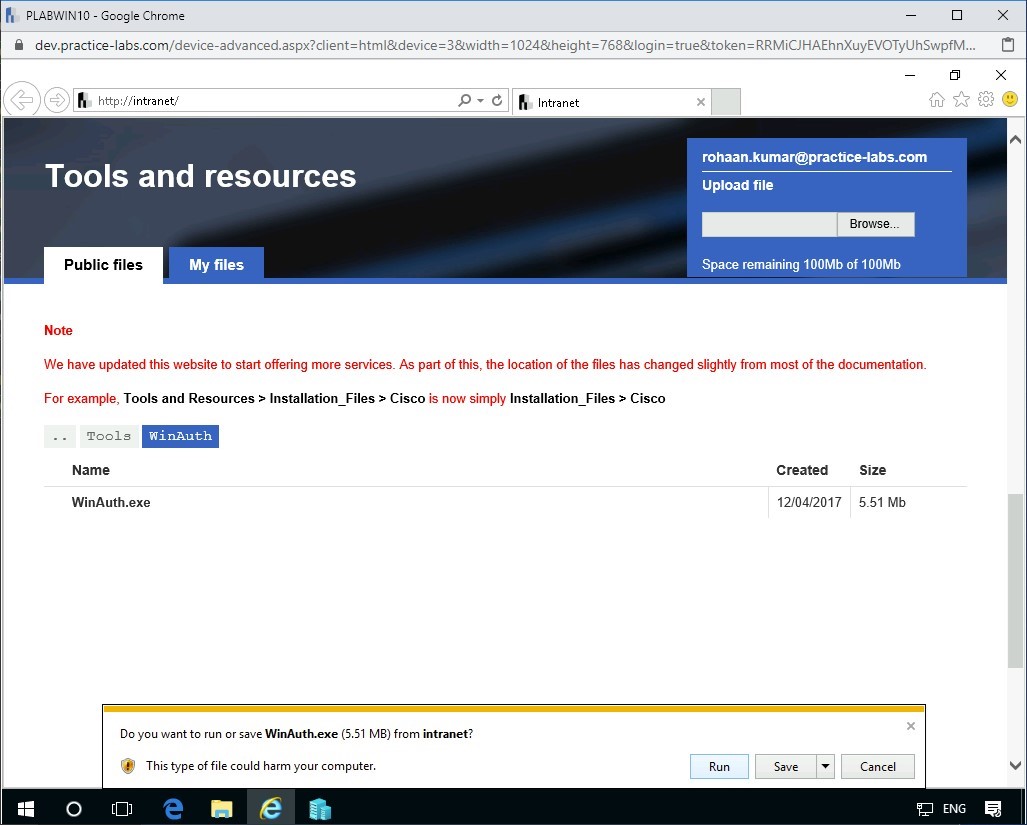 PLABWIN10 - Google Chrome
dev.practice-labs.com/device-advanced.aspx?client=html&device=3&width=1024&height=768&login=true&token=RRMiCJHAEhnXuyEVOTyUhSwpfM...
http://intranet/
Intranet
Tools and resources
rohaan.kumar@practice-labs.com
Upload file
Browse...
Space remaining 100Mb of 100Mb
Public files
My files
Note
We have updated this website to start offering more services. As part of this, the location of the files has changed slightly from most of the documentation.
For example, Tools and Resources > Installation_Files > Cisco is now simply Installation_Files > Cisco
.. Tools WinAuth
Name Created Size
WinAuth.exe 12/04/2017 5.51 Mb
Do you want to run or save WinAuth.exe (5.51 MB) from intranet?
This type of file could harm your computer.
Run Save Cancel
ENG